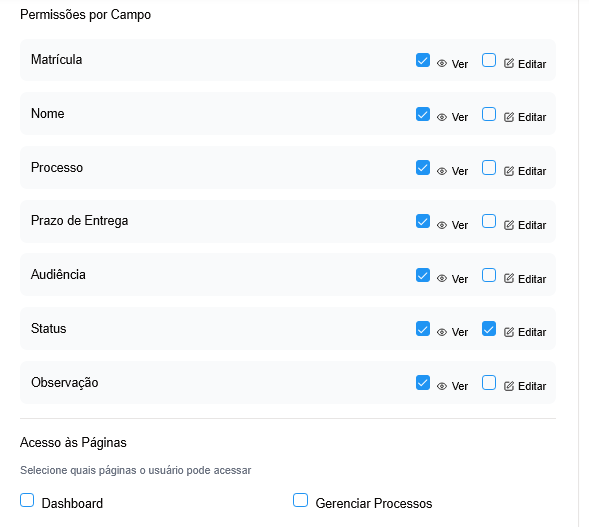 Permissões por Campo
Matrícula Ver Editar
Nome Ver Editar
Processo Ver Editar
Prazo de Entrega Ver Editar
Audiência Ver Editar
Status Ver Editar
Observação Ver Editar
Acesso às Páginas
Selecione quais páginas o usuário pode acessar
Dashboard Gerenciar Processos